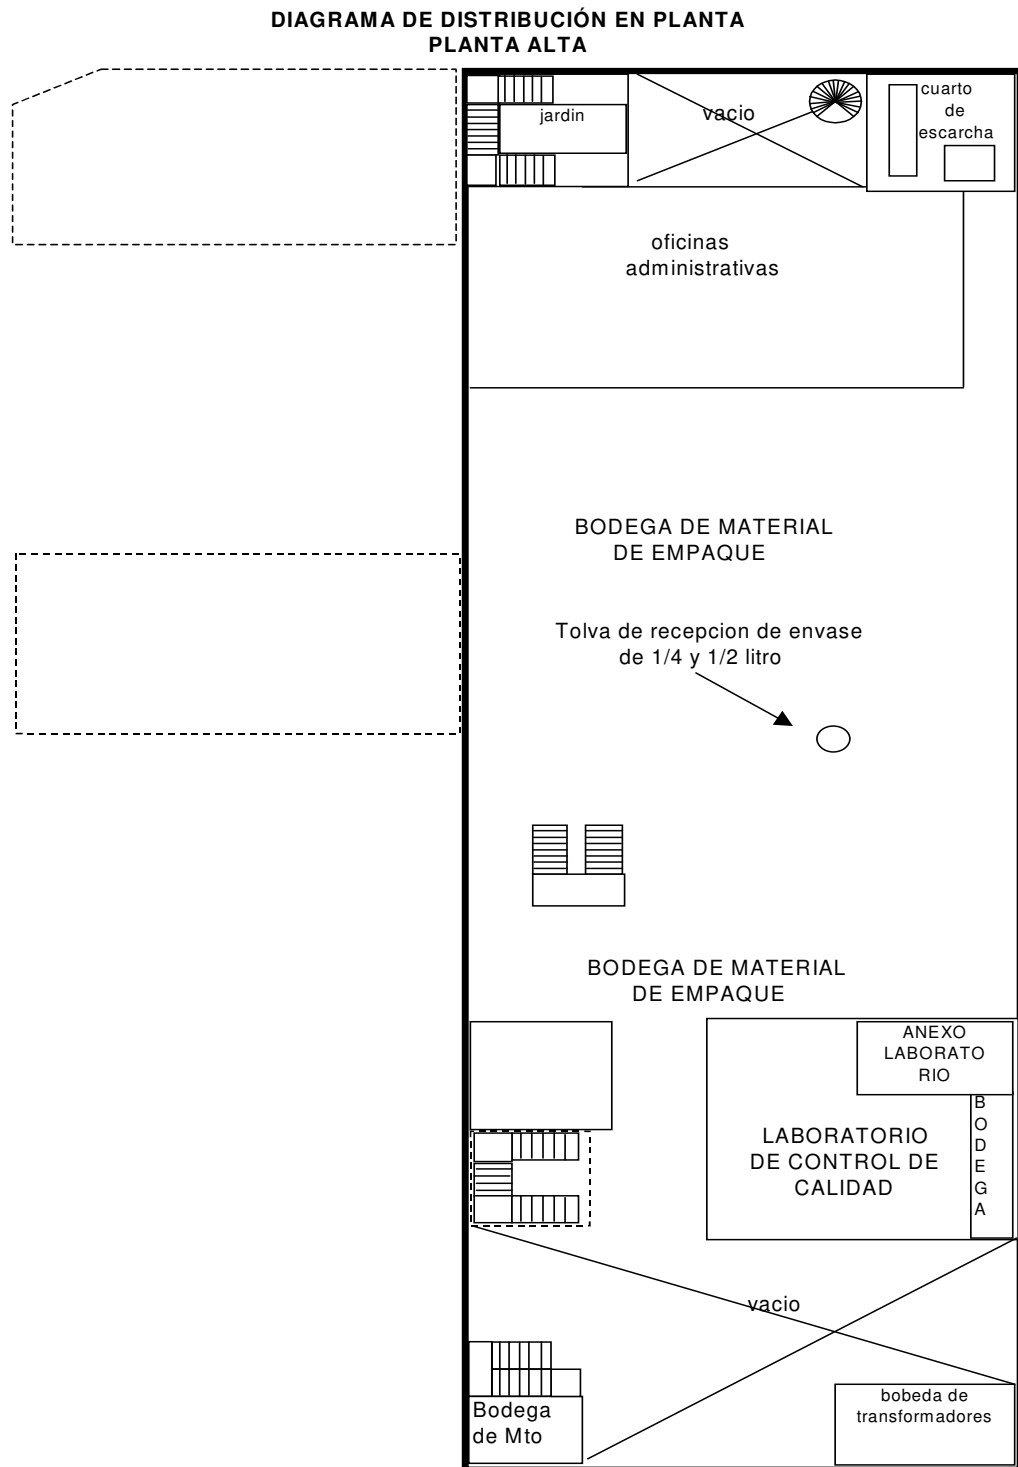 DIAGRAMA DE DISTRIBUCIÓN EN PLANTA
PLANTA ALTA
jardin
vacio
cuarto
de
escarcha
oficinas
administrativas
BODEGA DE MATERIAL
DE EMPAQUE
Tolva de recepcion de envase
de 1/4 y 1/2 litro
BODEGA DE MATERIAL
DE EMPAQUE
ANEXO
LABORATO
RIO
B
O
D
E
G
A
LABORATORIO
DE CONTROL DE
CALIDAD
vacio
Bodega
de Mto
bobeda de
transformadores